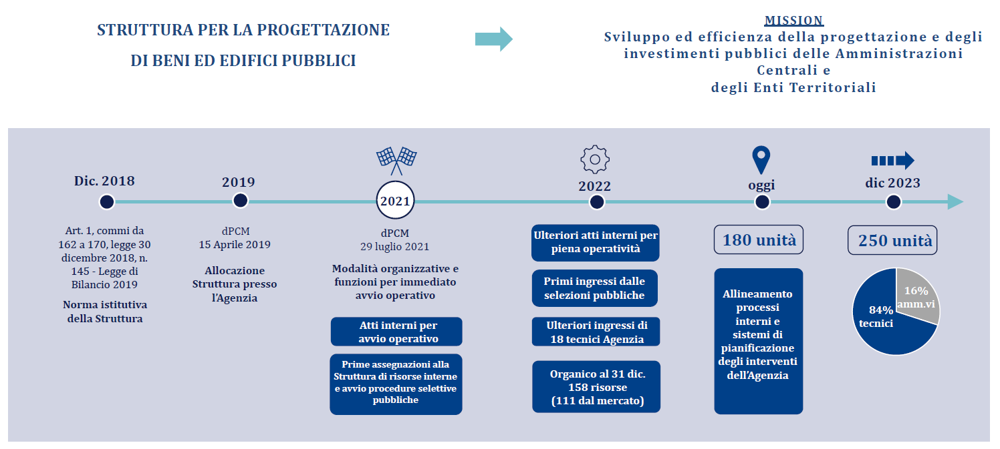 STRUTTURA PER LA PROGETTAZIONE
DI BENI ED EDIFICI PUBBLICI
MISSION
Sviluppo ed efficienza della progettazione e degli
investimenti pubblici delle Amministrazioni
Centrali e
degli Enti Territoriali
Dic. 2018
Art. 1, commi da
162 a 170, legge 30
dicembre 2018, n.
145 - Legge di
Bilancio 2019
Norma istitutiva
della Struttura
2019
dPCM
15 Aprile 2019
Allocazione
Struttura presso
l’Agenzia
2021
dPCM
29 luglio 2021
Modalità organizzative e
funzioni per immediato
avvio operativo
Atti interni per
avvio operativo
Prime assegnazioni alla
Struttura di risorse interne
e avvio procedure selettive
pubbliche
2022
Ulteriori atti interni per
piena operatività
Primi ingressi dalle
selezioni pubbliche
Ulteriori ingressi di
18 tecnici Agenzia
Organico al 31 dic.
158 risorse
(111 dal mercato)
oggi
180 unità
Allineamento
processi
interni e
sistemi di
pianificazione
degli interventi
dell’Agenzia
dic 2023
250 unità
16%
amm.vi
84%
tecnici